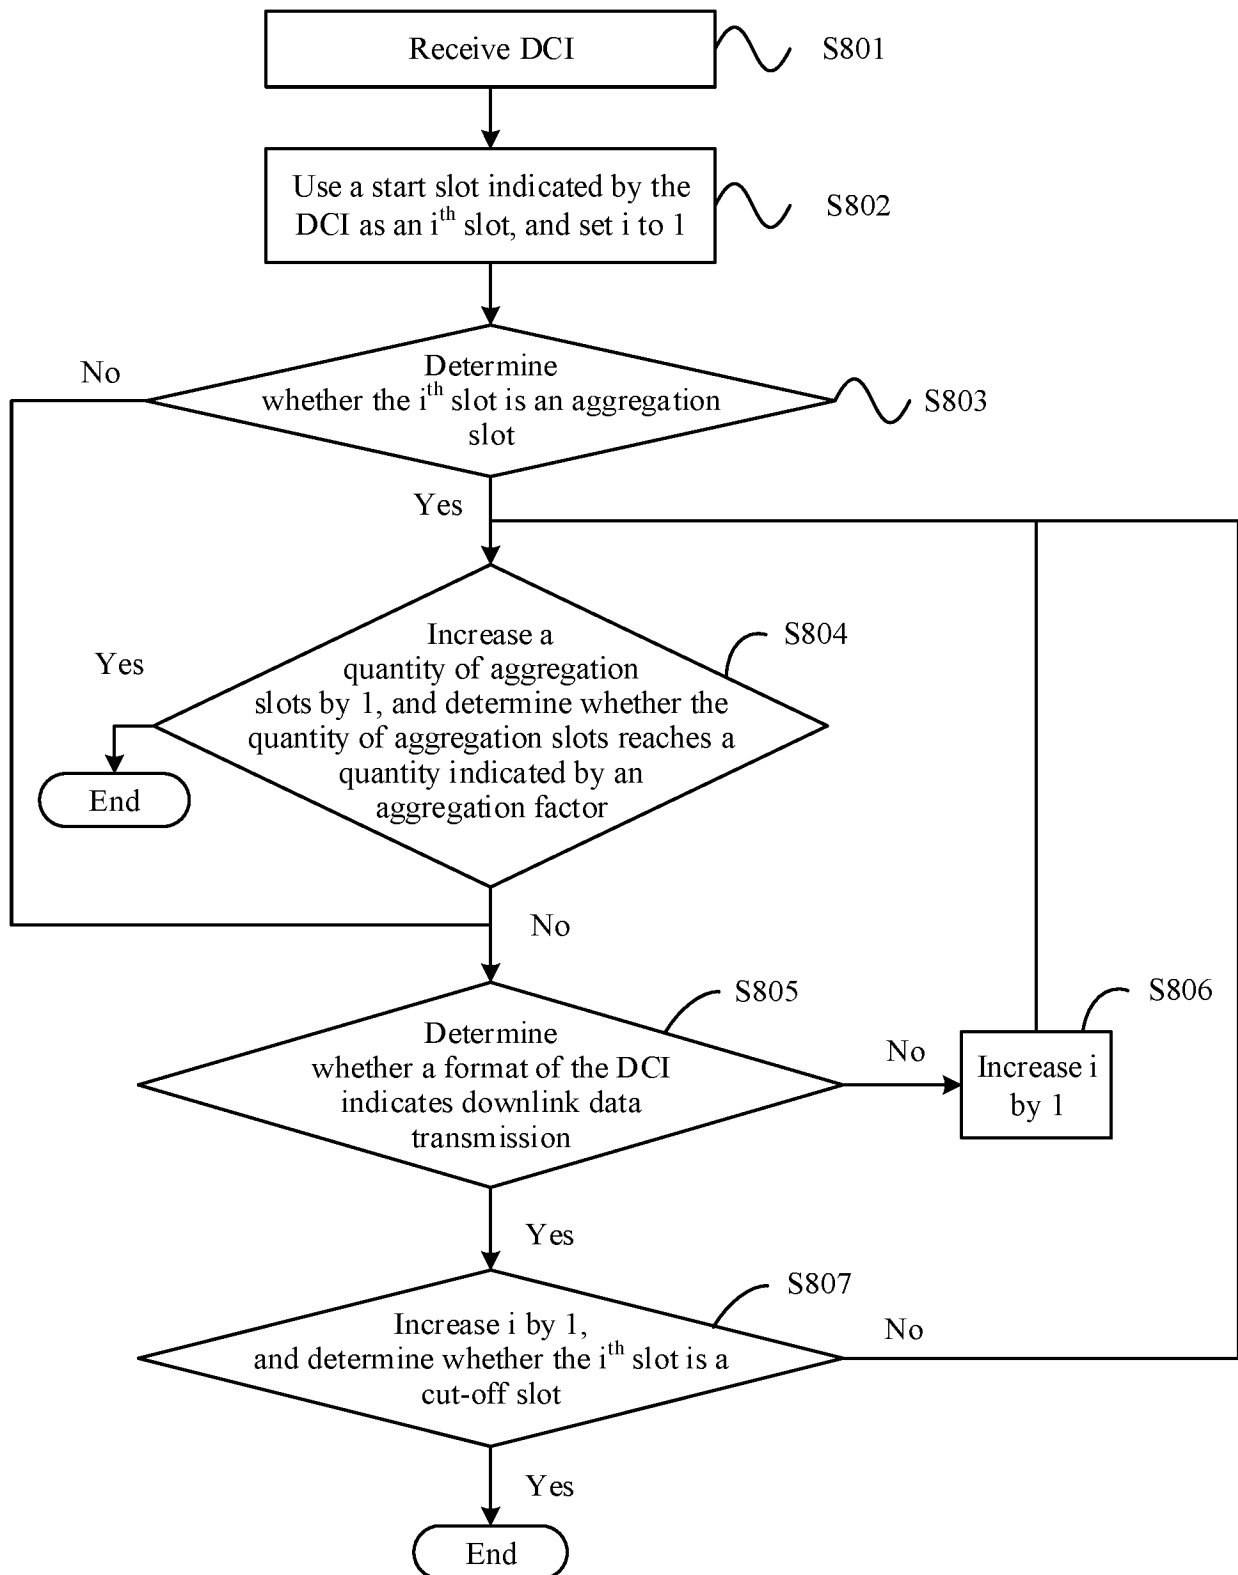 Receive DCI
S801
Use a start slot indicated by the
DCI as an ith slot, and set i to 1
S802
No
Determine
whether the ith slot is an aggregation
slot
S803
Yes
Increase a
quantity of aggregation
slots by 1, and determine whether the
quantity of aggregation slots reaches a
quantity indicated by an
aggregation factor
S804
Yes
End
No
S805
Determine
whether a format of the DCI
indicates downlink data
transmission
No
S806
Increase i
by 1
Yes
S807
Increase i by 1,
and determine whether the ith slot is a
cut-off slot
No
Yes
End